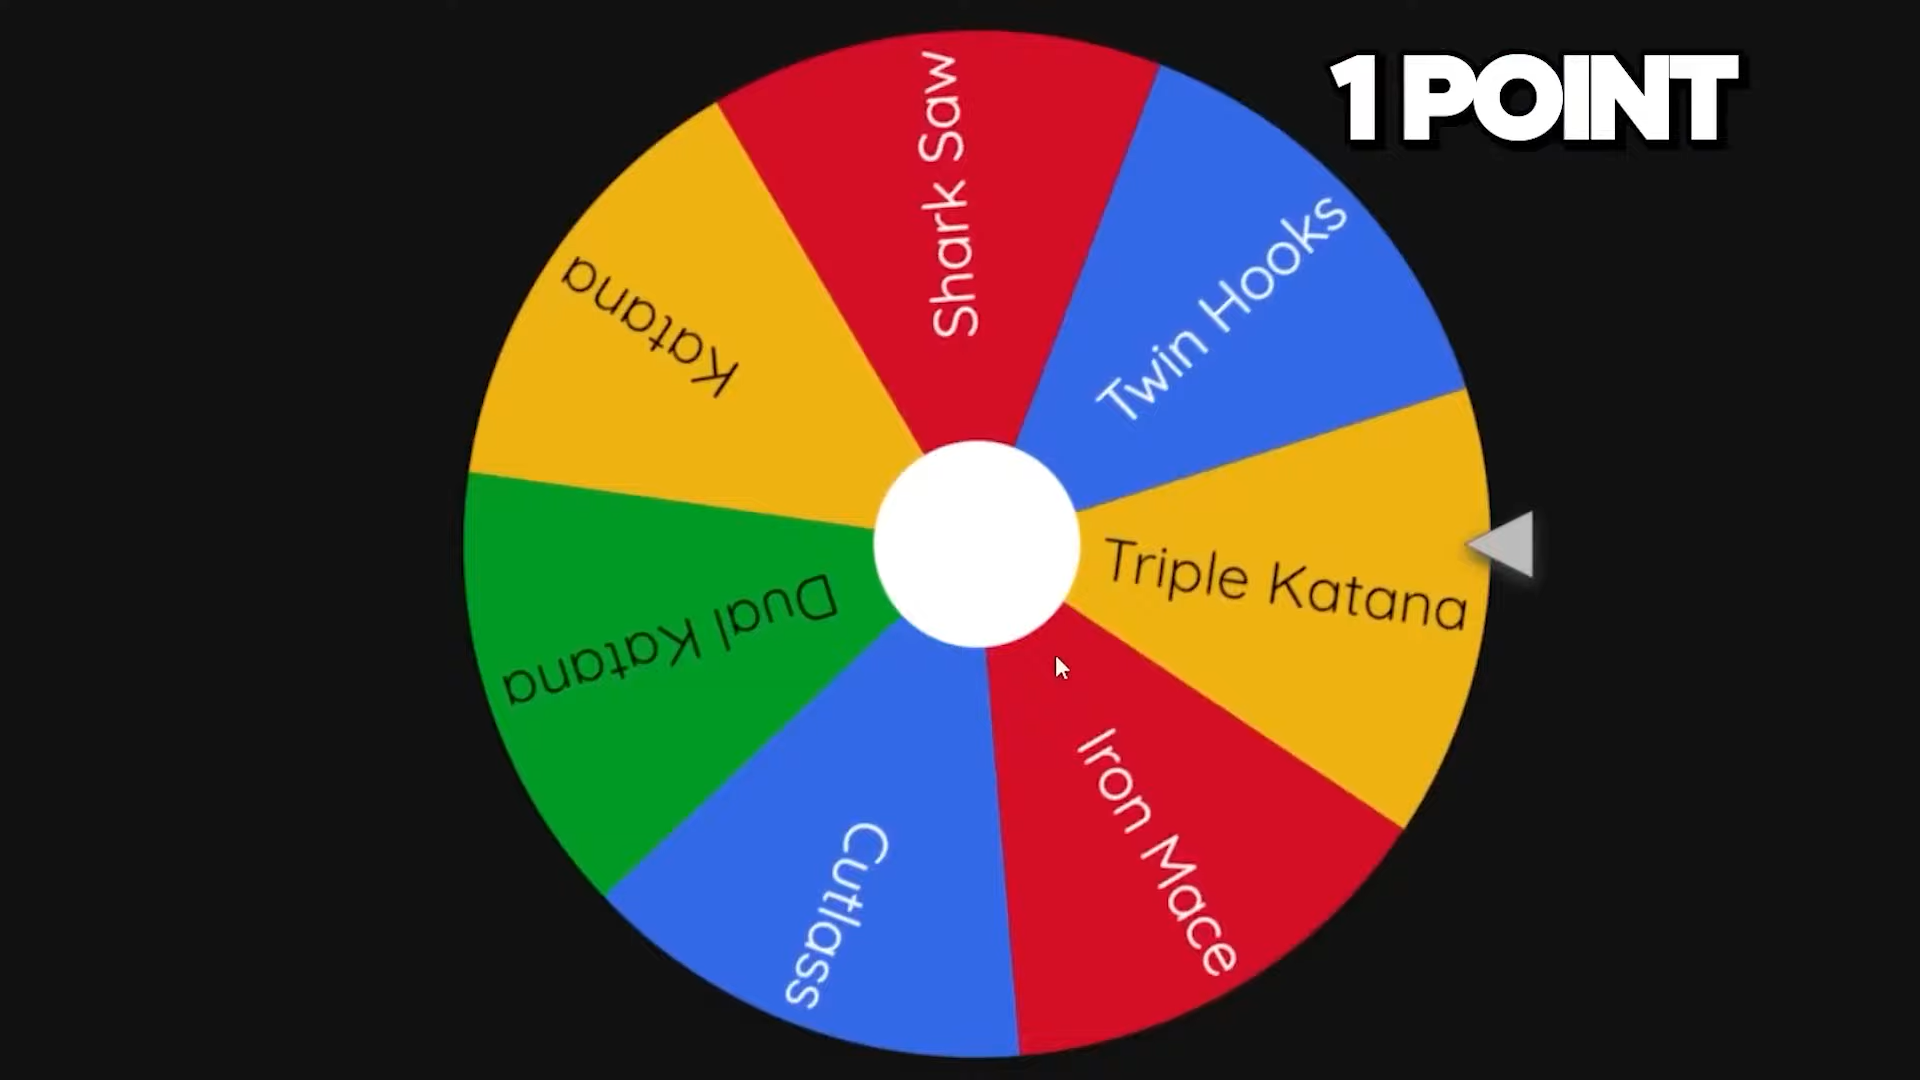 1 POINT
Shark Saw
Twin Hooks
Triple Katana
Iron Mace
Cutlass
Dual Katana
Katana